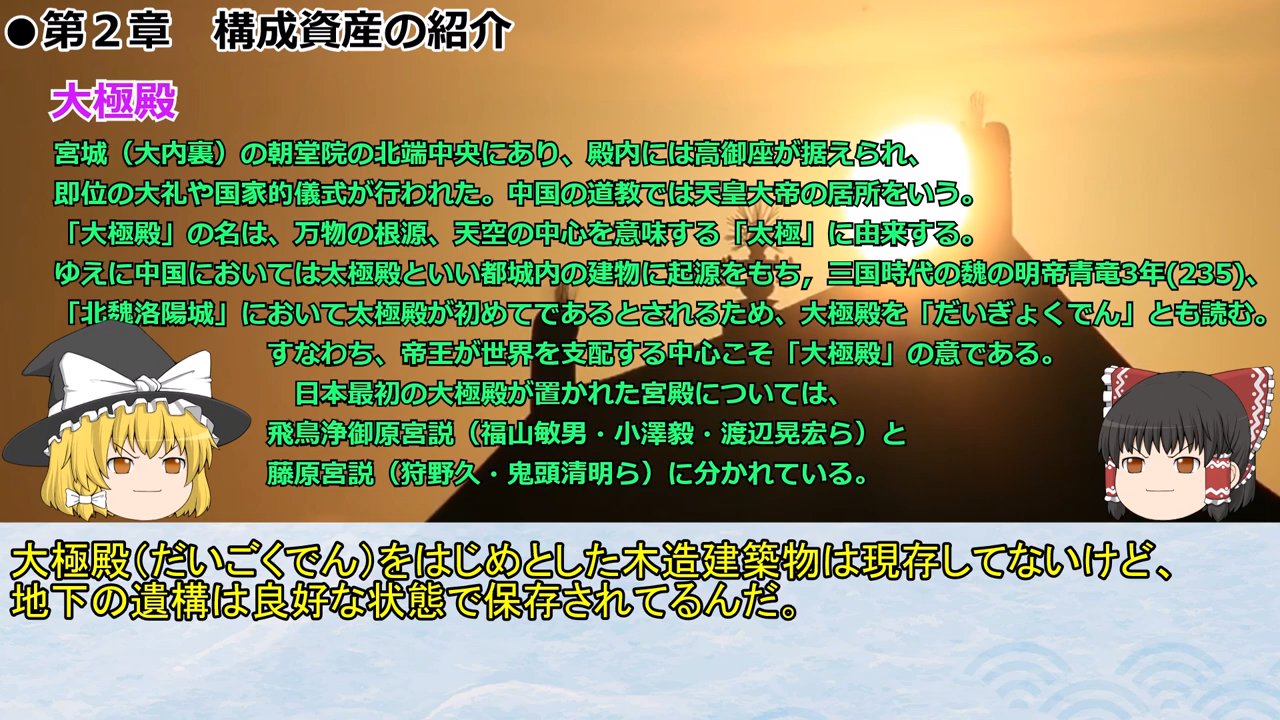 ●第２章　構成資産の紹介
大極殿
宮城（大内裏）の朝堂院の北端中央にあり、殿内には高御座が据えられ、
即位の大礼や国家的儀式が行われた。中国の道教では天皇大帝の居所をいう。
「大極殿」の名は、万物の根源、天空の中心を意味する「太極」に由来する。
ゆえに中国においては太極殿といい都城内の建物に起源をもち，三国時代の魏の明帝青竜3年(235)、
「北魏洛陽城」において太極殿が初めてであるとされるため、大極殿を「だいぎょくでん」とも読む。
すなわち、帝王が世界を支配する中心こそ「大極殿」の意である。
日本最初の大極殿が置かれた宮殿については、
飛鳥浄御原宮説（福山敏男・小澤毅・渡辺晃宏ら）と
藤原宮説（狩野久・鬼頭清明ら）に分かれている。
大極殿（だいごくでん）をはじめとした木造建築物は現存してないけど、
地下の遺構は良好な状態で保存されてるんだ。